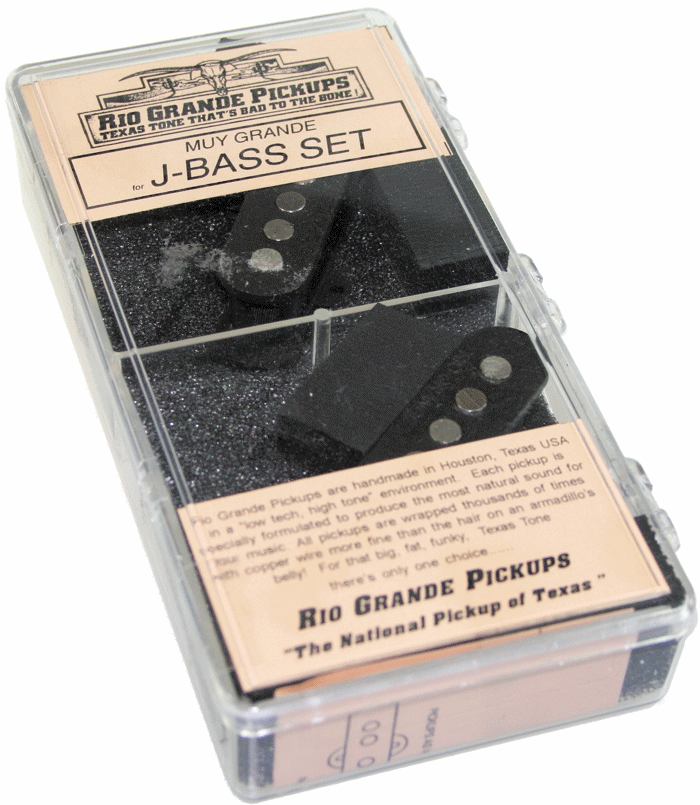 RIO GRANDE PICKUPS
TEXAS TONE THAT'S BAD TO THE BONE!
MUY GRANDE
for J-BASS SET
Rio Grande Pickups are handmade in Houston, Texas USA
in a "low tech, high tone" environment. Each pickup is
specially formulated to produce the most natural sound for
your music. All pickups are wrapped thousands of times
with copper wire more fine than the hair on an armadillo's
belly! For that big, fat, funky, Texas Tone
there's only one choice.......
RIO GRANDE PICKUPS
"The National Pickup of Texas"